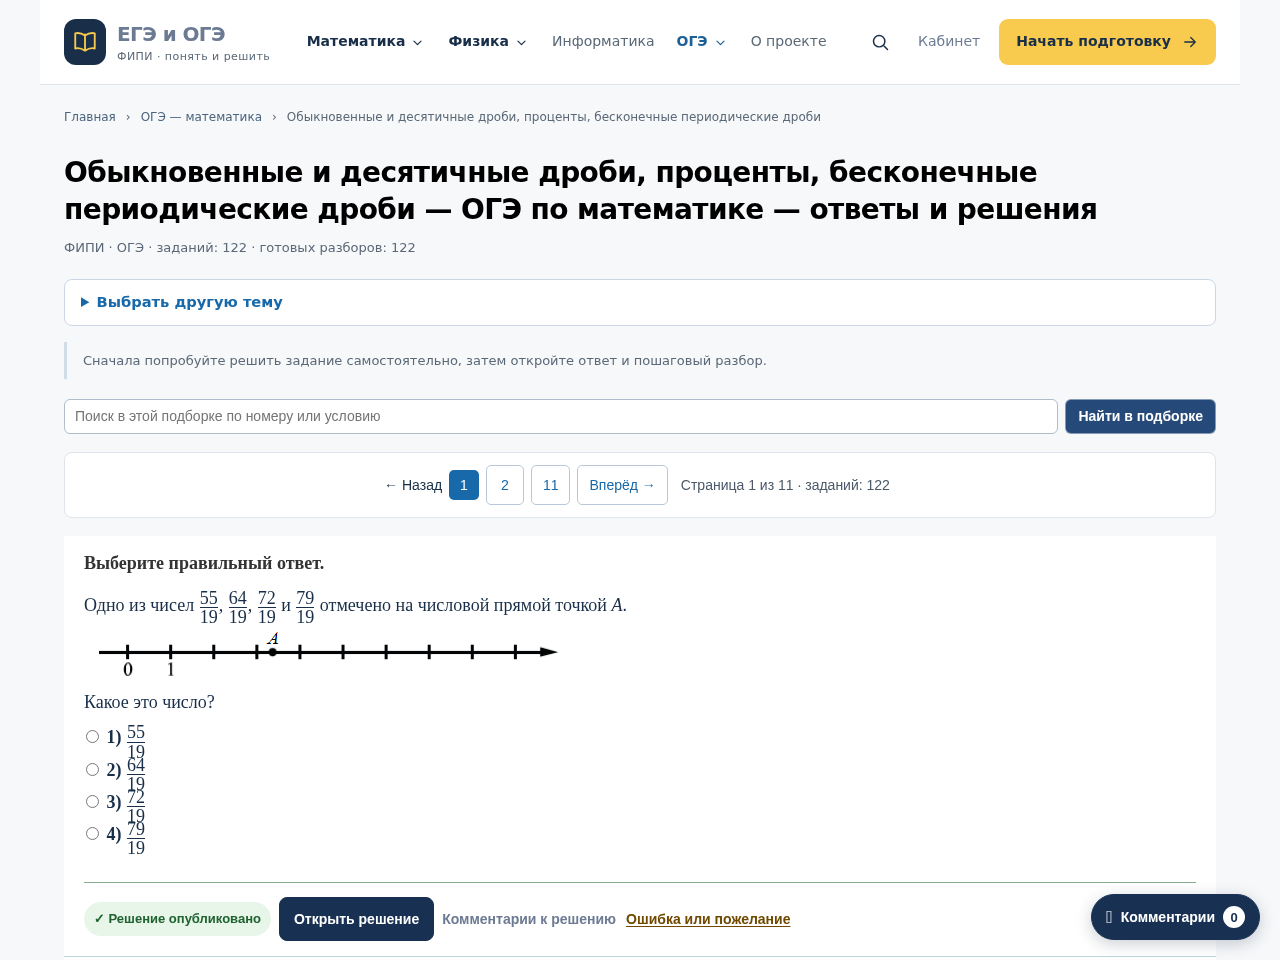 ЕГЭ и ОГЭ
ФИПИ · понять и решить
Математика
Физика
Информатика
ОГЭ
О проекте
Кабинет
Начать подготовку →
Главная › ОГЭ — математика › Обыкновенные и десятичные дроби, проценты, бесконечные периодические дроби
Обыкновенные и десятичные дроби, проценты, бесконечные
периодические дроби — ОГЭ по математике — ответы и решения
ФИПИ · ОГЭ · заданий: 122 · готовых разборов: 122
Выбрать другую тему
Сначала попробуйте решить задание самостоятельно, затем откройте ответ и пошаговый разбор.
Поиск в этой подборке по номеру или условию
Найти в подборке
← Назад 1 2 11 Вперёд → Страница 1 из 11 · заданий: 122
Выберите правильный ответ.
Одно из чисел 55/19, 64/19, 72/19 и 79/19 отмечено на числовой прямой точкой A.
A
0 1
Какое это число?
1) 55/19
2) 64/19
3) 72/19
4) 79/19
✓ Решение опубликовано
Открыть решение
Комментарии к решению
Ошибка или пожелание
Комментарии 0